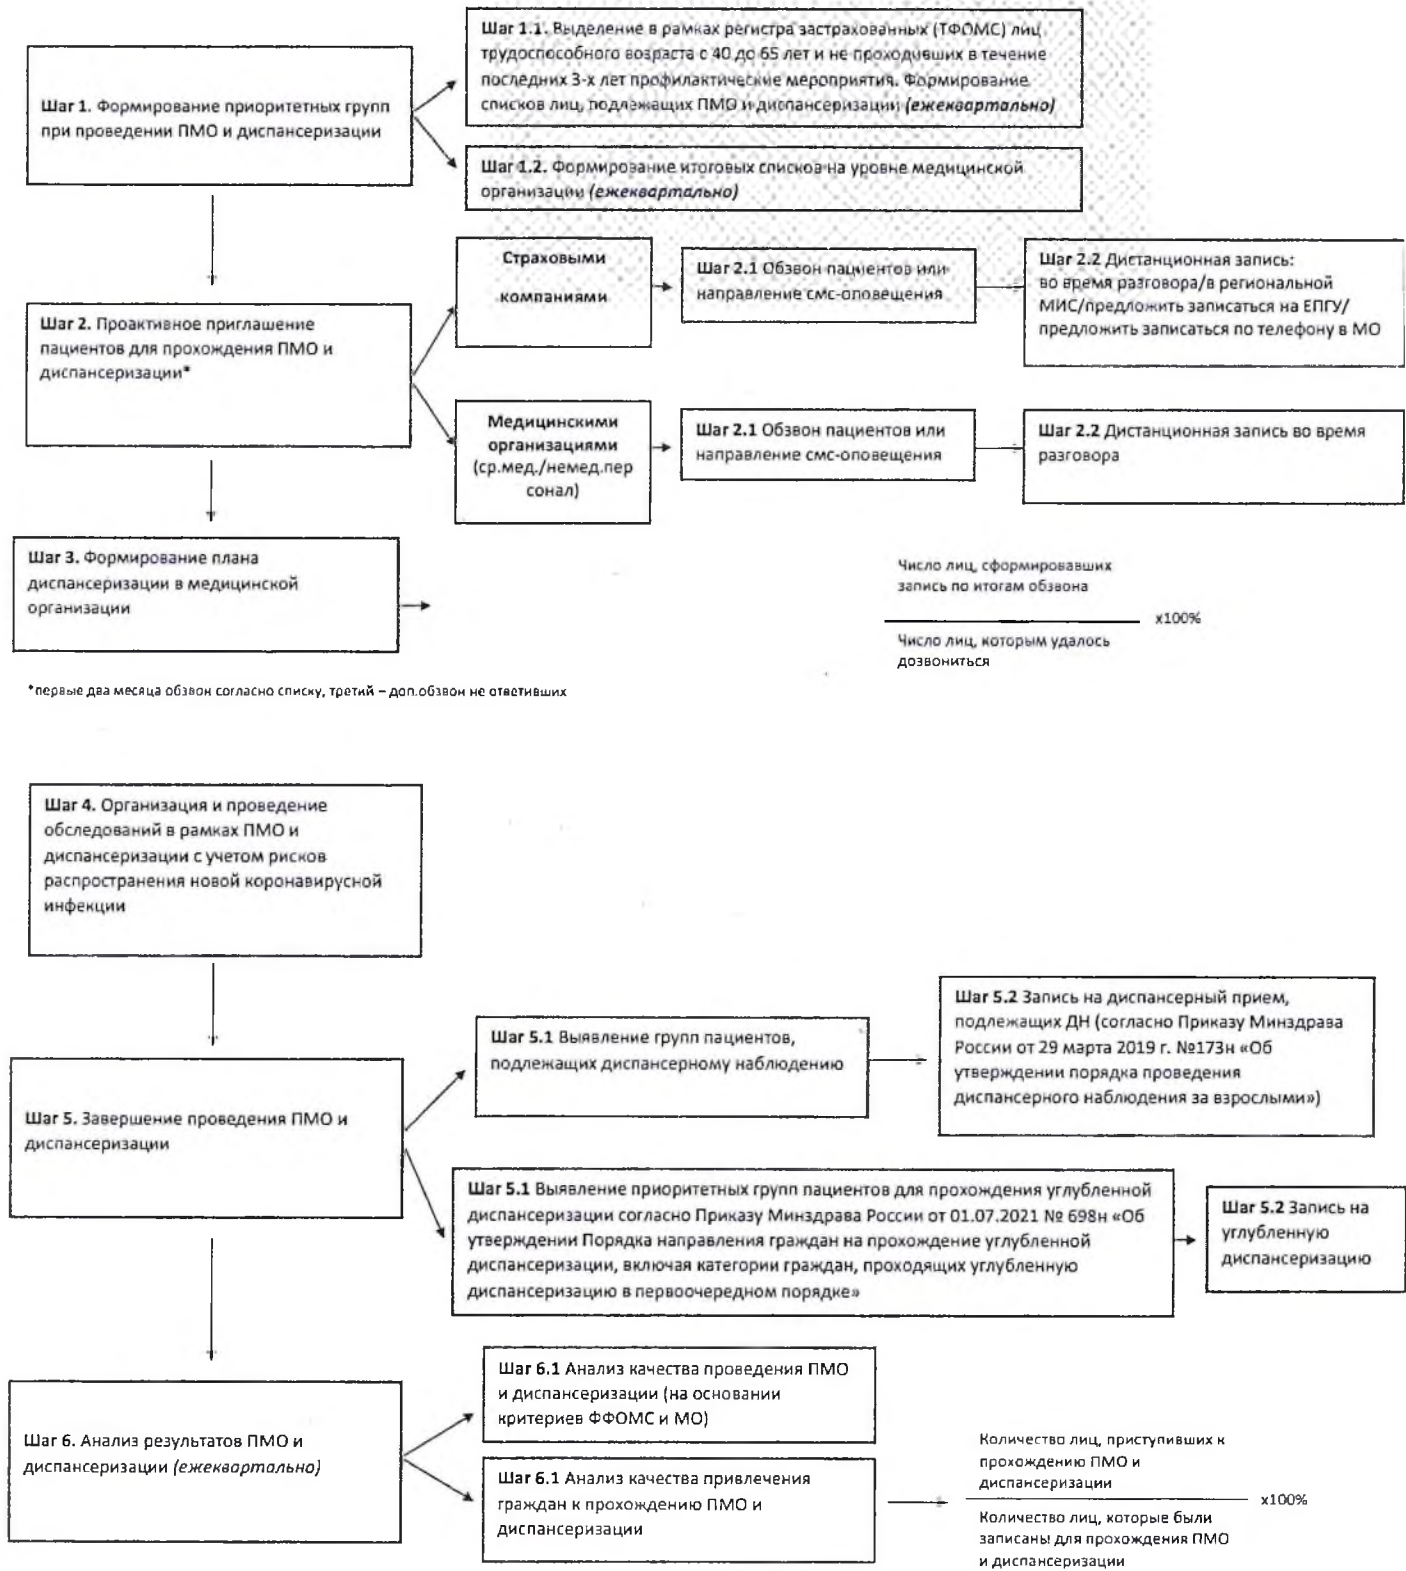 Шаг 1. Формирование приоритетных групп
при проведении ПМО и диспансеризации
Шаг 1.1. Выделение в рамках регистра застрахованных (ТФОМС) лиц
трудоспособного возраста с 40 до 65 лет и не проходивших в течение
последних 3-х лет профилактические мероприятия. Формирование
списков лиц, подлежащих ПМО и диспансеризации (ежеквартально)
Шаг 1.2. Формирование итоговых списков на уровне медицинской
организации (ежеквартально)
Шаг 2. Проактивное приглашение
пациентов для прохождения ПМО и
диспансеризации*
Страховыми
компаниями
Шаг 2.1 Обзвон пациентов или
направление смс-оповещения
Шаг 2.2 Дистанционная запись:
во время разговора/в региональной
МИС/предложить записаться на ЕПГУ/
предложить записаться по телефону в МО
Медицинскими
организациями
(ср.мед./немед.пер
сонал)
Шаг 2.1 Обзвон пациентов или
направление смс-оповещения
Шаг 2.2 Дистанционная запись во время
разговора
Шаг 3. Формирование плана
диспансеризации в медицинской
организации
Число лиц, сформировавших
запись по итогам обзвона
х100%
Число лиц, которым удалось
дозвониться
*первые два месяца обзвон согласно списку, третий – доп.обзвон не ответивших
Шаг 4. Организация и проведение
обследований в рамках ПМО и
диспансеризации с учетом рисков
распространения новой коронавирусной
инфекции
Шаг 5. Завершение проведения ПМО и
диспансеризации
Шаг 5.1 Выявление групп пациентов,
подлежащих диспансерному наблюдению
Шаг 5.2 Запись на диспансерный прием,
подлежащих ДН (согласно Приказу Минздрава
России от 29 марта 2019 г. №173н «Об
утверждении порядка проведения
диспансерного наблюдения за взрослыми»)
Шаг 5.1 Выявление приоритетных групп пациентов для прохождения углубленной
диспансеризации согласно Приказу Минздрава России от 01.07.2021 № 698н «Об
утверждении Порядка направления граждан на прохождение углубленной
диспансеризации, включая категории граждан, проходящих углубленную
диспансеризацию в первоочередном порядке»
Шаг 5.2 Запись на
углубленную
диспансеризацию
Шаг 6. Анализ результатов ПМО и
диспансеризации (ежеквартально)
Шаг 6.1 Анализ качества проведения ПМО
и диспансеризации (на основании
критериев ФФОМС и МО)
Шаг 6.1 Анализ качества привлечения
граждан к прохождению ПМО и
диспансеризации
Количество лиц, приступивших к
прохождению ПМО и
диспансеризации
х100%
Количество лиц, которые были
записаны для прохождения ПМО
и диспансеризации